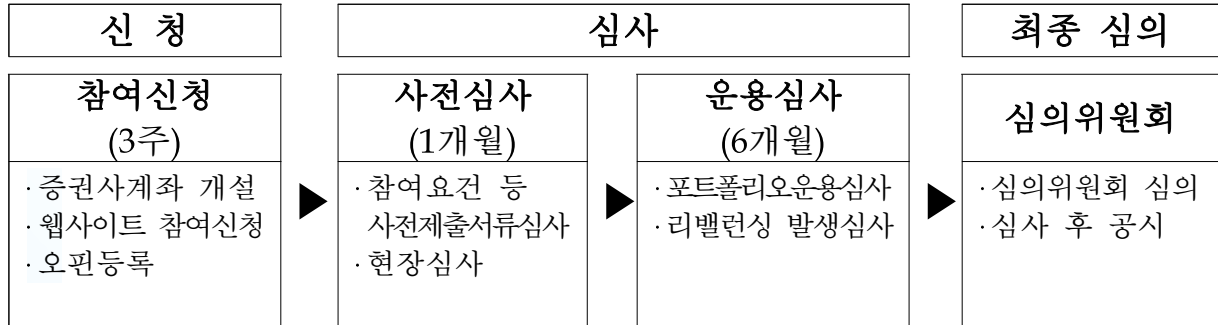 신 청
심사
최종 심의
참여신청
(3주)
· 증권사계좌 개설
· 웹사이트 참여신청
· 오핀등록
사전심사
(1개월)
· 참여요건 등
사전제출서류심사
· 현장심사
운용심사
(6개월)
· 포트폴리오운용심사
· 리밸런싱 발생심사
심의위원회
· 심의위원회 심의
· 심사 후 공시